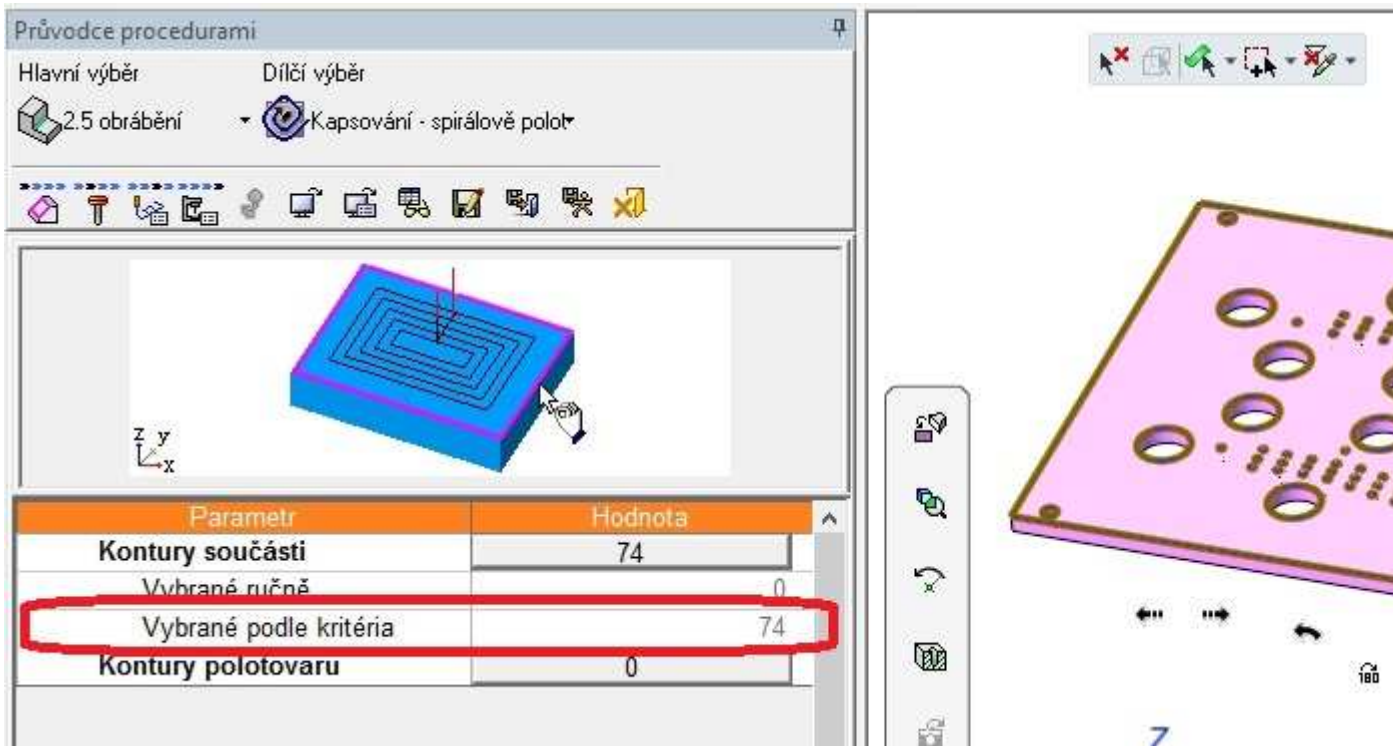 Průvodce procedurami
Hlavní výběr Dílčí výběr
2.5 obrábění Kapsování - spirálově polot
z y
x
Parametr Hodnota
Kontury součásti 74
Vybrané ručně 0
Vybrané podle kritéria 74
Kontury polotovaru 0
180
Z